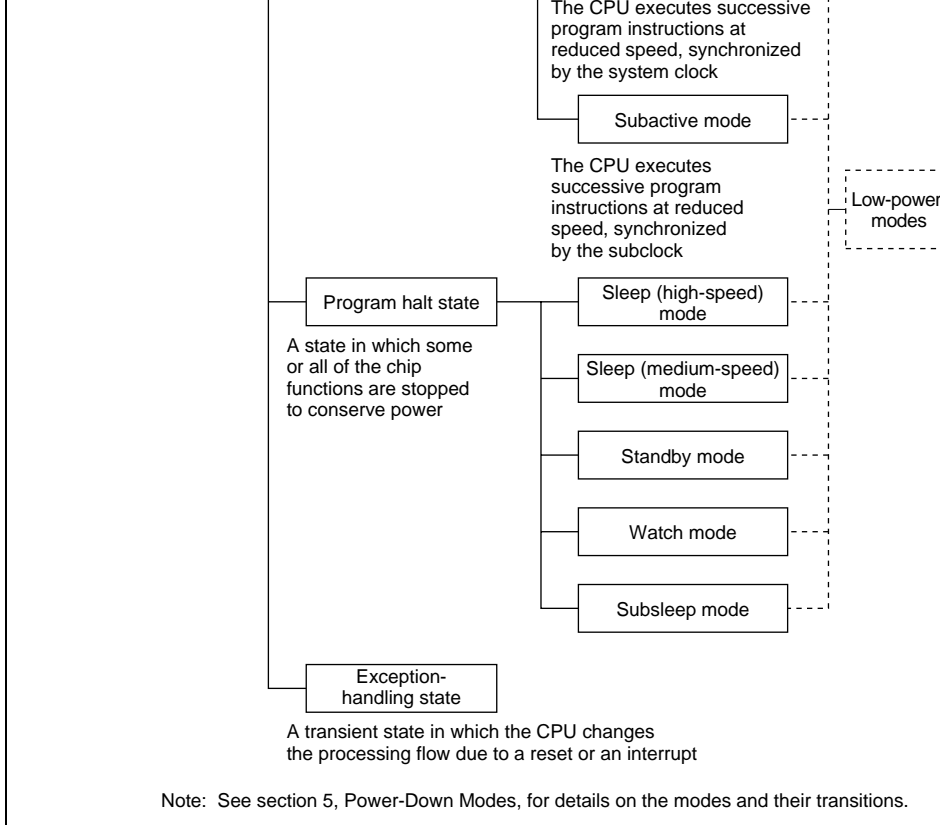 The CPU executes successive
program instructions at
reduced speed, synchronized
by the system clock
Subactive mode
The CPU executes
successive program
instructions at reduced
speed, synchronized
by the subclock
Low-power
modes
Program halt state
A state in which some
or all of the chip
functions are stopped
to conserve power
Sleep (high-speed)
mode
Sleep (medium-speed)
mode
Standby mode
Watch mode
Subsleep mode
Exception-
handling state
A transient state in which the CPU changes
the processing flow due to a reset or an interrupt
Note: See section 5, Power-Down Modes, for details on the modes and their transitions.